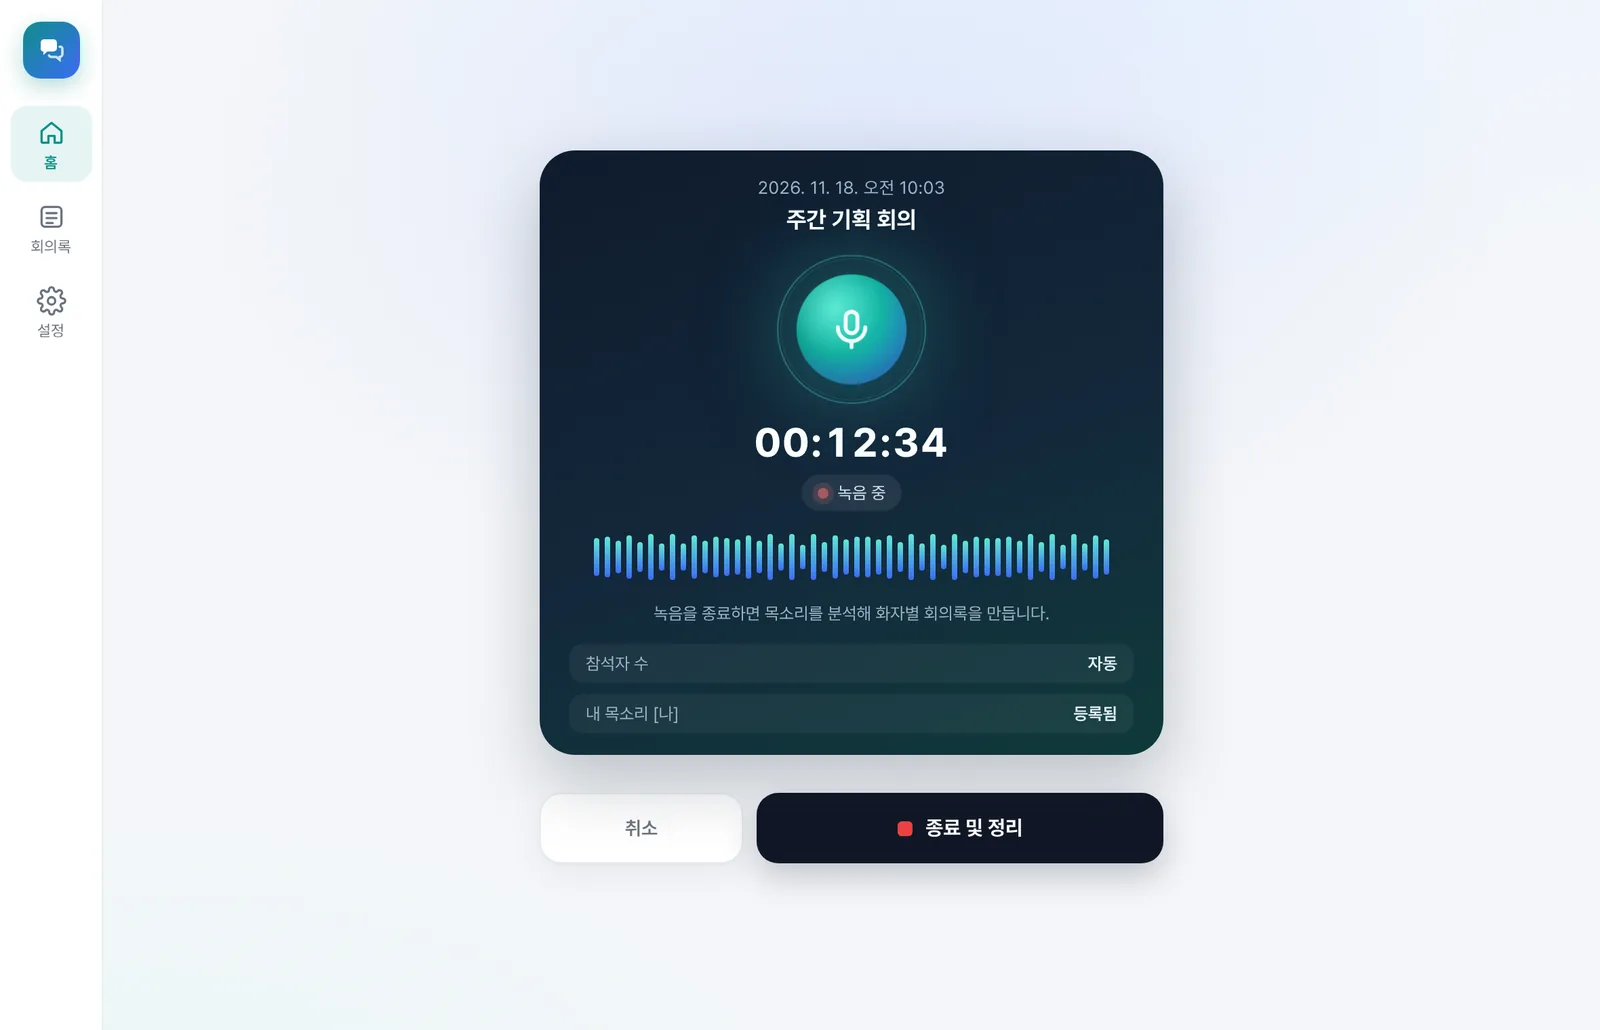 홈
회의록
설정
2026. 11. 18. 오전 10:03
주간 기획 회의
00:12:34
녹음 중
녹음을 종료하면 목소리를 분석해 화자별 회의록을 만듭니다.
참석자 수 자동
내 목소리 [나] 등록됨
취소
종료 및 정리